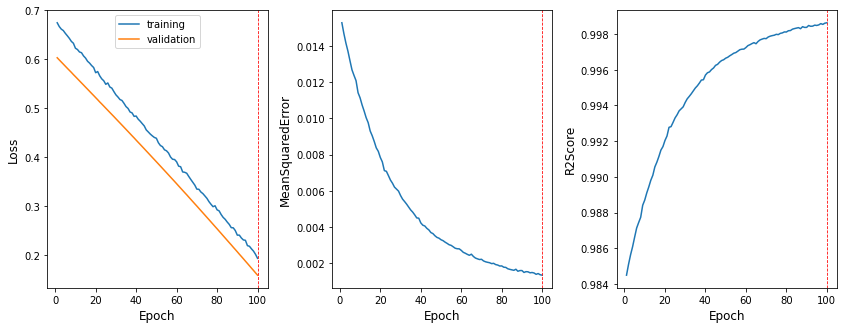 0.7
0.6
0.5
0.4
0.3
0.2
Loss
0 20 40 60 80 100
Epoch
training
validation
0.014
0.012
0.010
0.008
0.006
0.004
0.002
MeanSquaredError
0 20 40 60 80 100
Epoch
0.998
0.996
0.994
0.992
0.990
0.988
0.986
0.984
R2Score
0 20 40 60 80 100
Epoch